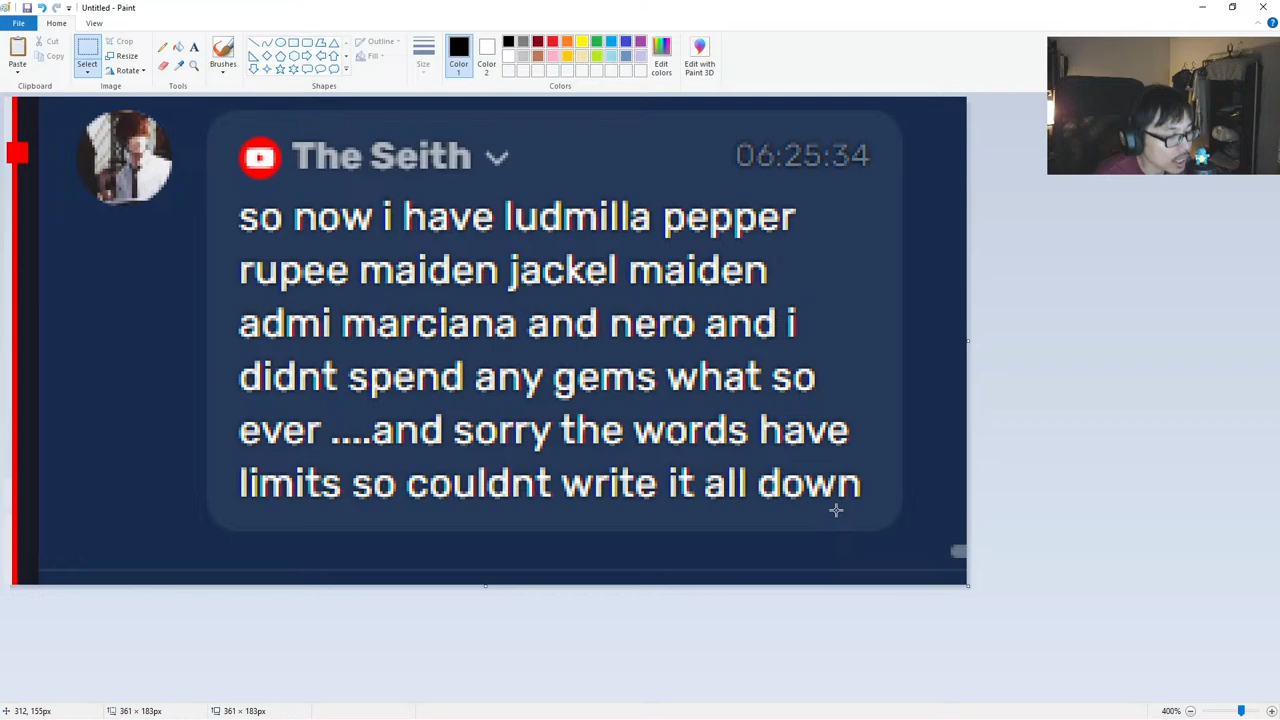 Untitled - Paint
File
Home
View
Paste
Cut
Copy
Clipboard
Select
Crop
Resize
Rotate
Image
A
Tools
Brushes
Shapes
Outline
Fill
Size
Color 1
Color 2
Colors
Edit colors
Edit with Paint 3D
The Seith 06:25:34
so now i have ludmilla pepper
rupee maiden jackel maiden
admi marciana and nero and i
didnt spend any gems what so
ever ....and sorry the words have
limits so couldnt write it all down
312, 155px
361 × 183px
361 × 183px
400%